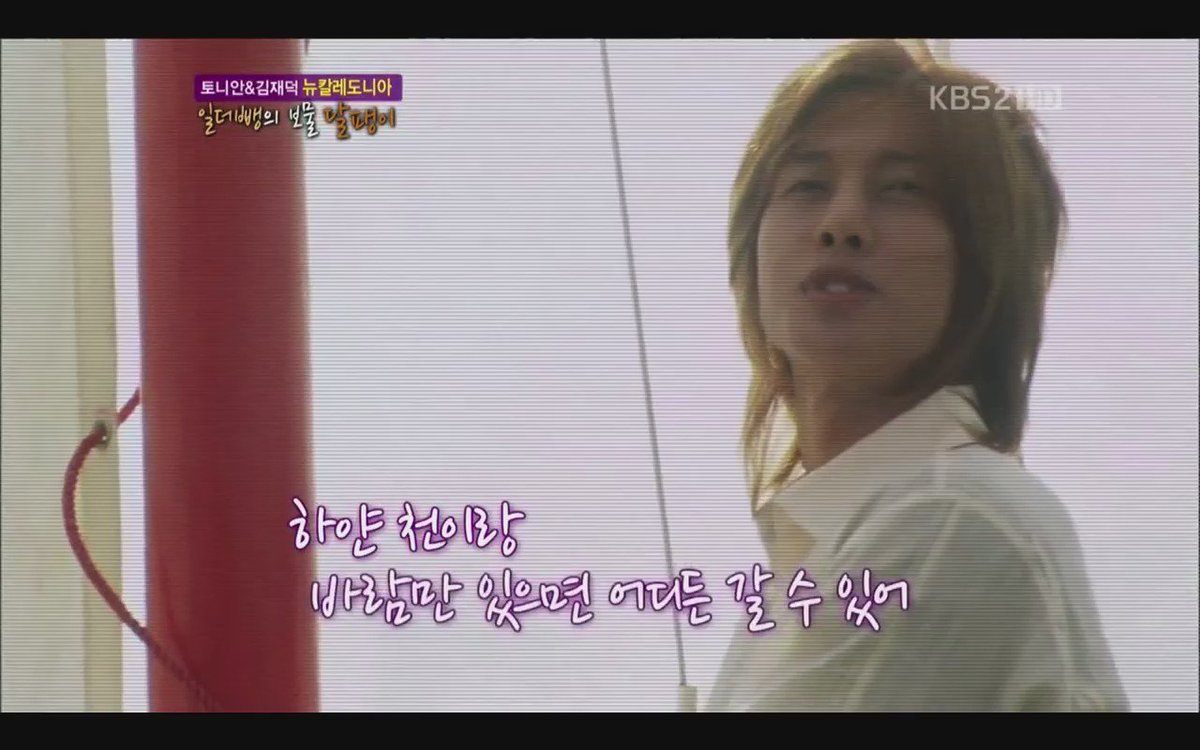 토니안&김재덕 뉴칼레도니아
일데뺑의 보물 달팽이
KBS2 HD
하얀 천이랑
바람만 있으면 어디든 갈 수 있어